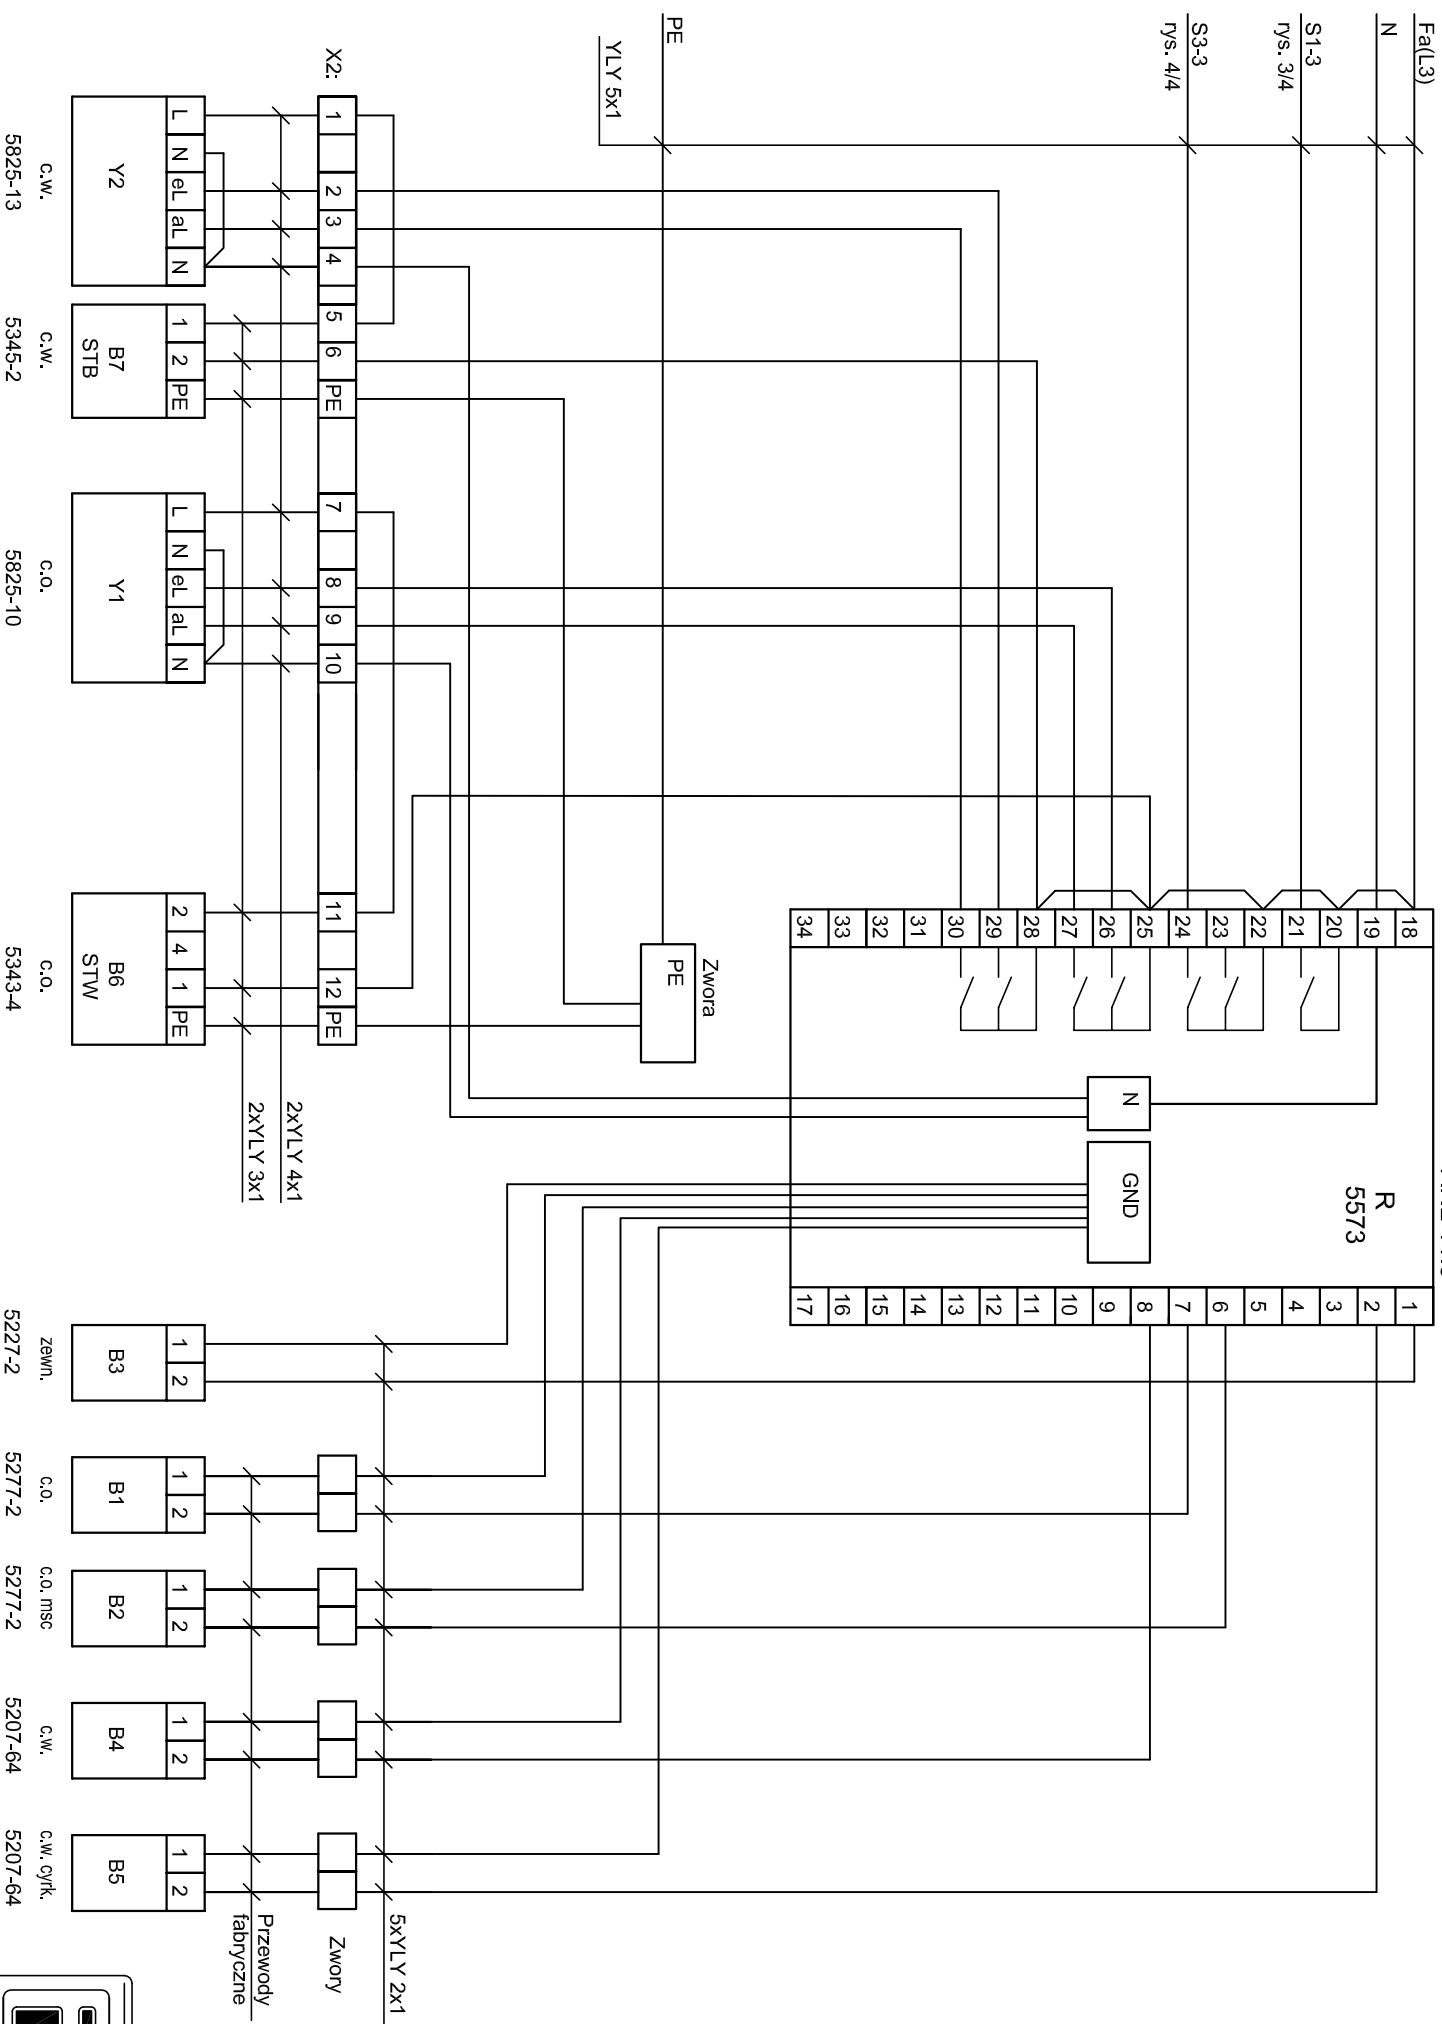 Fa(L3)
N
S1-3
rys. 3/4
S3-3
rys. 4/4
PE
YLY 5x1
R
5573
18
19
20
21
22
23
24
25
26
27
28
29
30
31
32
33
34
N
GND
1
2
3
4
5
6
7
8
9
10
11
12
13
14
15
16
17
Zwora
PE
X2:
1
2
3
4
5
6
PE
7
8
9
10
11
12
PE
2xYLY 4x1
2xYLY 3x1
5xYLY 2x1
Zwory
Przewody
fabryczne
L
N
eL
aL
N
Y2
c.w.
5825-13
1
2
PE
B7
STB
c.w.
5345-2
L
N
eL
aL
N
Y1
c.o.
5825-10
2
4
1
PE
B6
STW
c.o.
5343-4
1
2
B3
zewn.
5227-2
1
2
B1
c.o.
5277-2
1
2
B2
c.o. msc
5277-2
1
2
B4
c.w.
5207-64
1
2
B5
c.w. cyrk.
5207-64